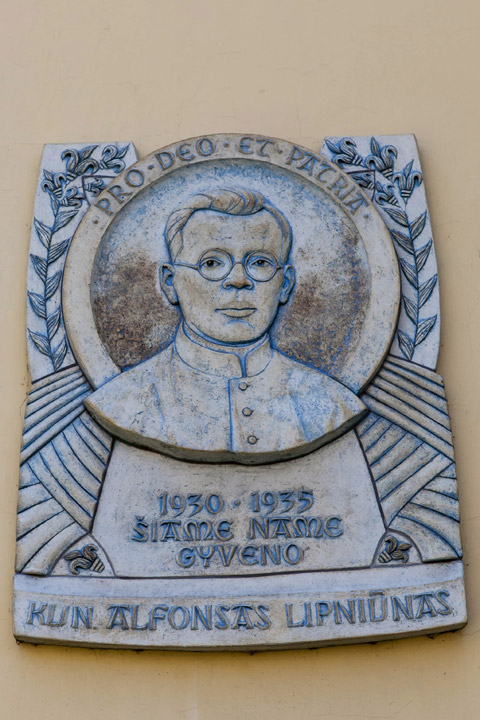 · PRO · DEO · ET · PATRIA ·
1930 · 1935
ŠIAME NAME
GYVENO
KUN. ALFONSAS LIPNIŪNAS